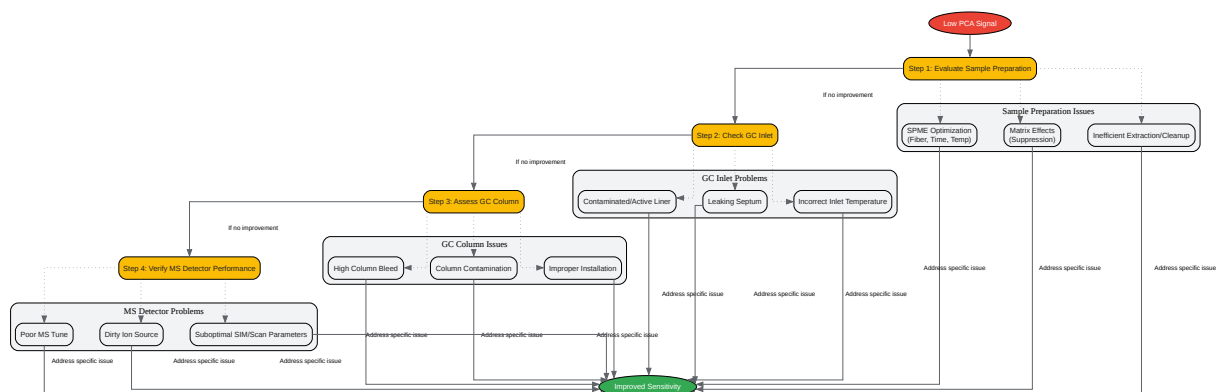 Low PCA Signal
Step 1: Evaluate Sample Preparation
If no improvement
Sample Preparation Issues
SPME Optimization
(Fiber, Time, Temp)
Matrix Effects
(Suppression)
Inefficient Extraction/Cleanup
Step 2: Check GC Inlet
If no improvement
GC Inlet Problems
Contaminated/Active Liner
Leaking Septum
Incorrect Inlet Temperature
Step 3: Assess GC Column
If no improvement
GC Column Issues
High Column Bleed
Column Contamination
Improper Installation
Step 4: Verify MS Detector Performance
MS Detector Problems
Poor MS Tune
Dirty Ion Source
Suboptimal SIM/Scan Parameters
Address specific issue
Address specific issue
Address specific issue
Address specific issue
Address specific issue
Address specific issue
Address specific issue
Address specific issue
Address specific issue
Address specific issue
Address specific issue
Address specific issue
Improved Sensitivity